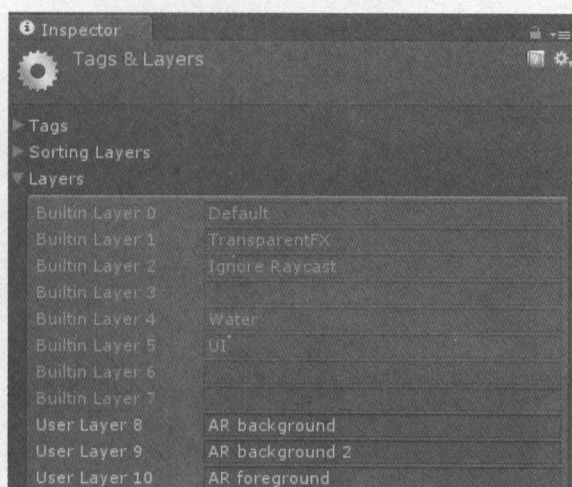 Inspector
Tags & Layers
Tags
Sorting Layers
Layers
Builtin Layer 0 Default
Builtin Layer 1 TransparentFX
Builtin Layer 2 Ignore Raycast
Builtin Layer 3
Builtin Layer 4 Water
Builtin Layer 5 UI
Builtin Layer 6
Builtin Layer 7
User Layer 8 AR background
User Layer 9 AR background 2
User Layer 10 AR foreground